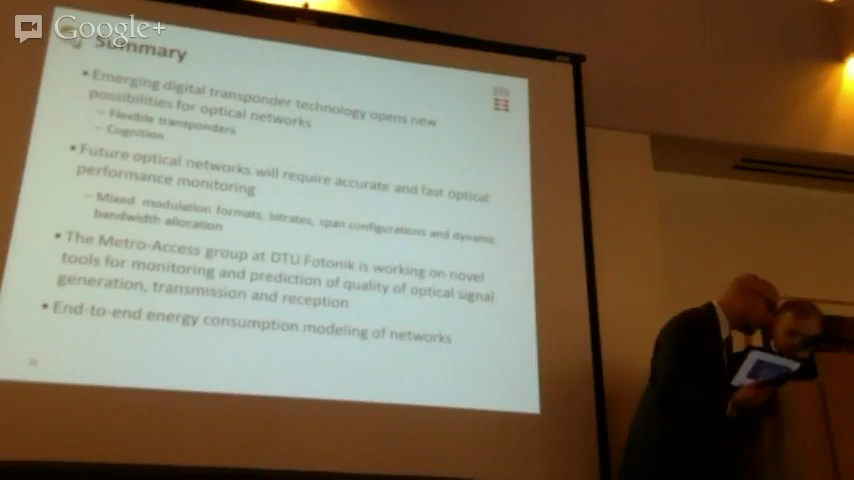 Google+
Summary
DTU
• Emerging digital transponder technology opens new
possibilities for optical networks
– Flexible transponders
– Cognition
• Future optical networks will require accurate and fast optical
performance monitoring
– Mixed modulation formats, bitrates, span configurations and dynamic
bandwidth allocation
• The Metro-Access group at DTU Fotonik is working on novel
tools for monitoring and prediction of quality of optical signal
generation, transmission and reception
• End-to-end energy consumption modeling of networks